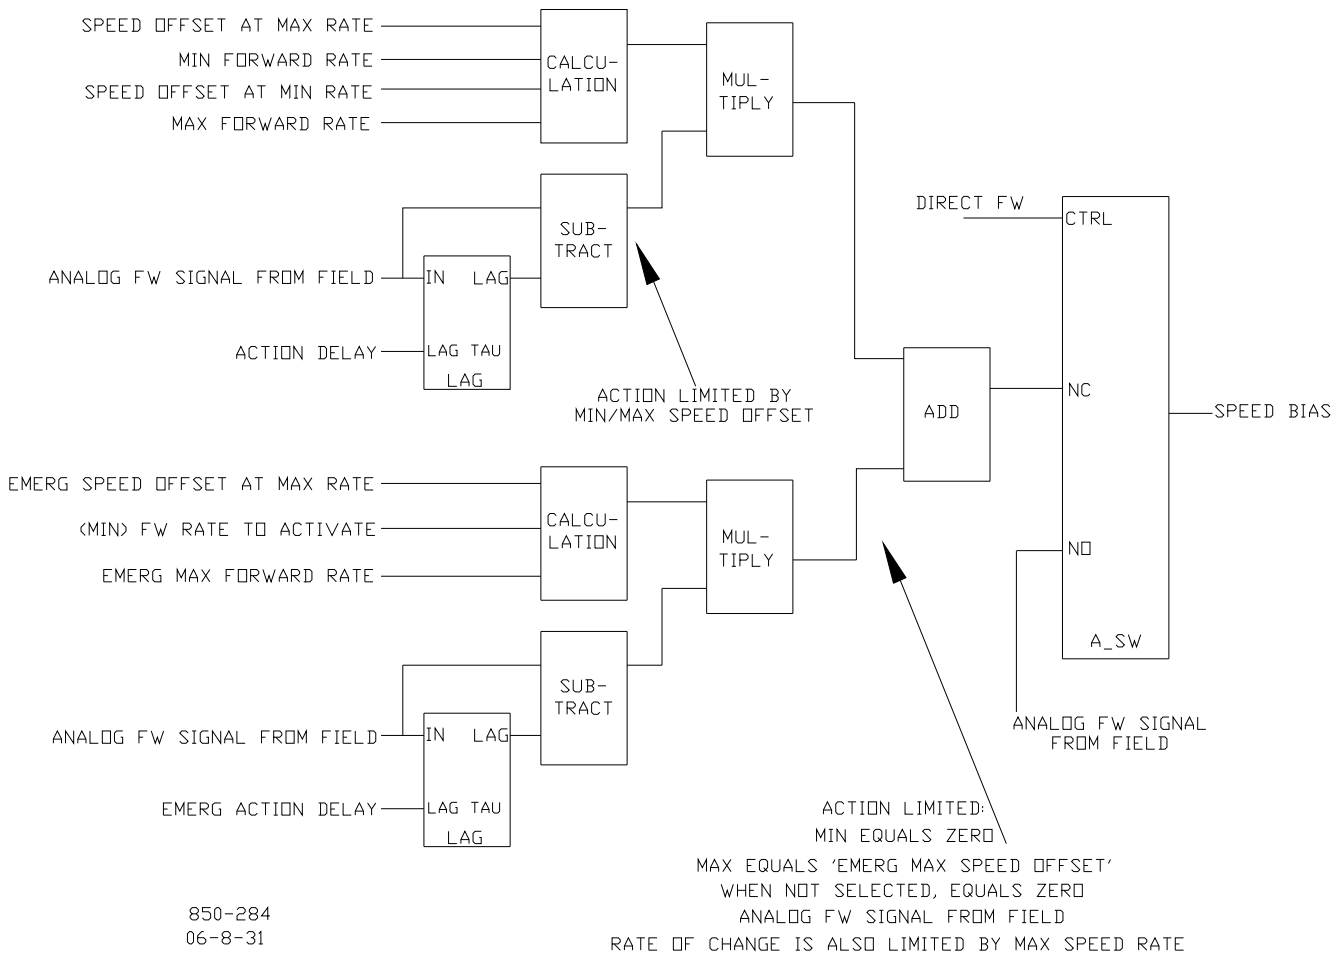 SPEED OFFSET AT MAX RATE
MIN FORWARD RATE
SPEED OFFSET AT MIN RATE
MAX FORWARD RATE
CALCU-
LATION
MUL-
TIPLY
SUB-
TRACT
ANALOG FW SIGNAL FROM FIELD
IN LAG
ACTION DELAY
LAG TAU
LAG
ACTION LIMITED BY
MIN/MAX SPEED OFFSET
DIRECT FW
CTRL
NC
ADD
SPEED BIAS
NO
A_SW
ANALOG FW SIGNAL
FROM FIELD
EMERG SPEED OFFSET AT MAX RATE
(MIN) FW RATE TO ACTIVATE
EMERG MAX FORWARD RATE
CALCU-
LATION
MUL-
TIPLY
SUB-
TRACT
ANALOG FW SIGNAL FROM FIELD
IN LAG
EMERG ACTION DELAY
LAG TAU
LAG
ACTION LIMITED:
MIN EQUALS ZERO
MAX EQUALS 'EMERG MAX SPEED OFFSET'
WHEN NOT SELECTED, EQUALS ZERO
ANALOG FW SIGNAL FROM FIELD
RATE OF CHANGE IS ALSO LIMITED BY MAX SPEED RATE
850-284
06-8-31